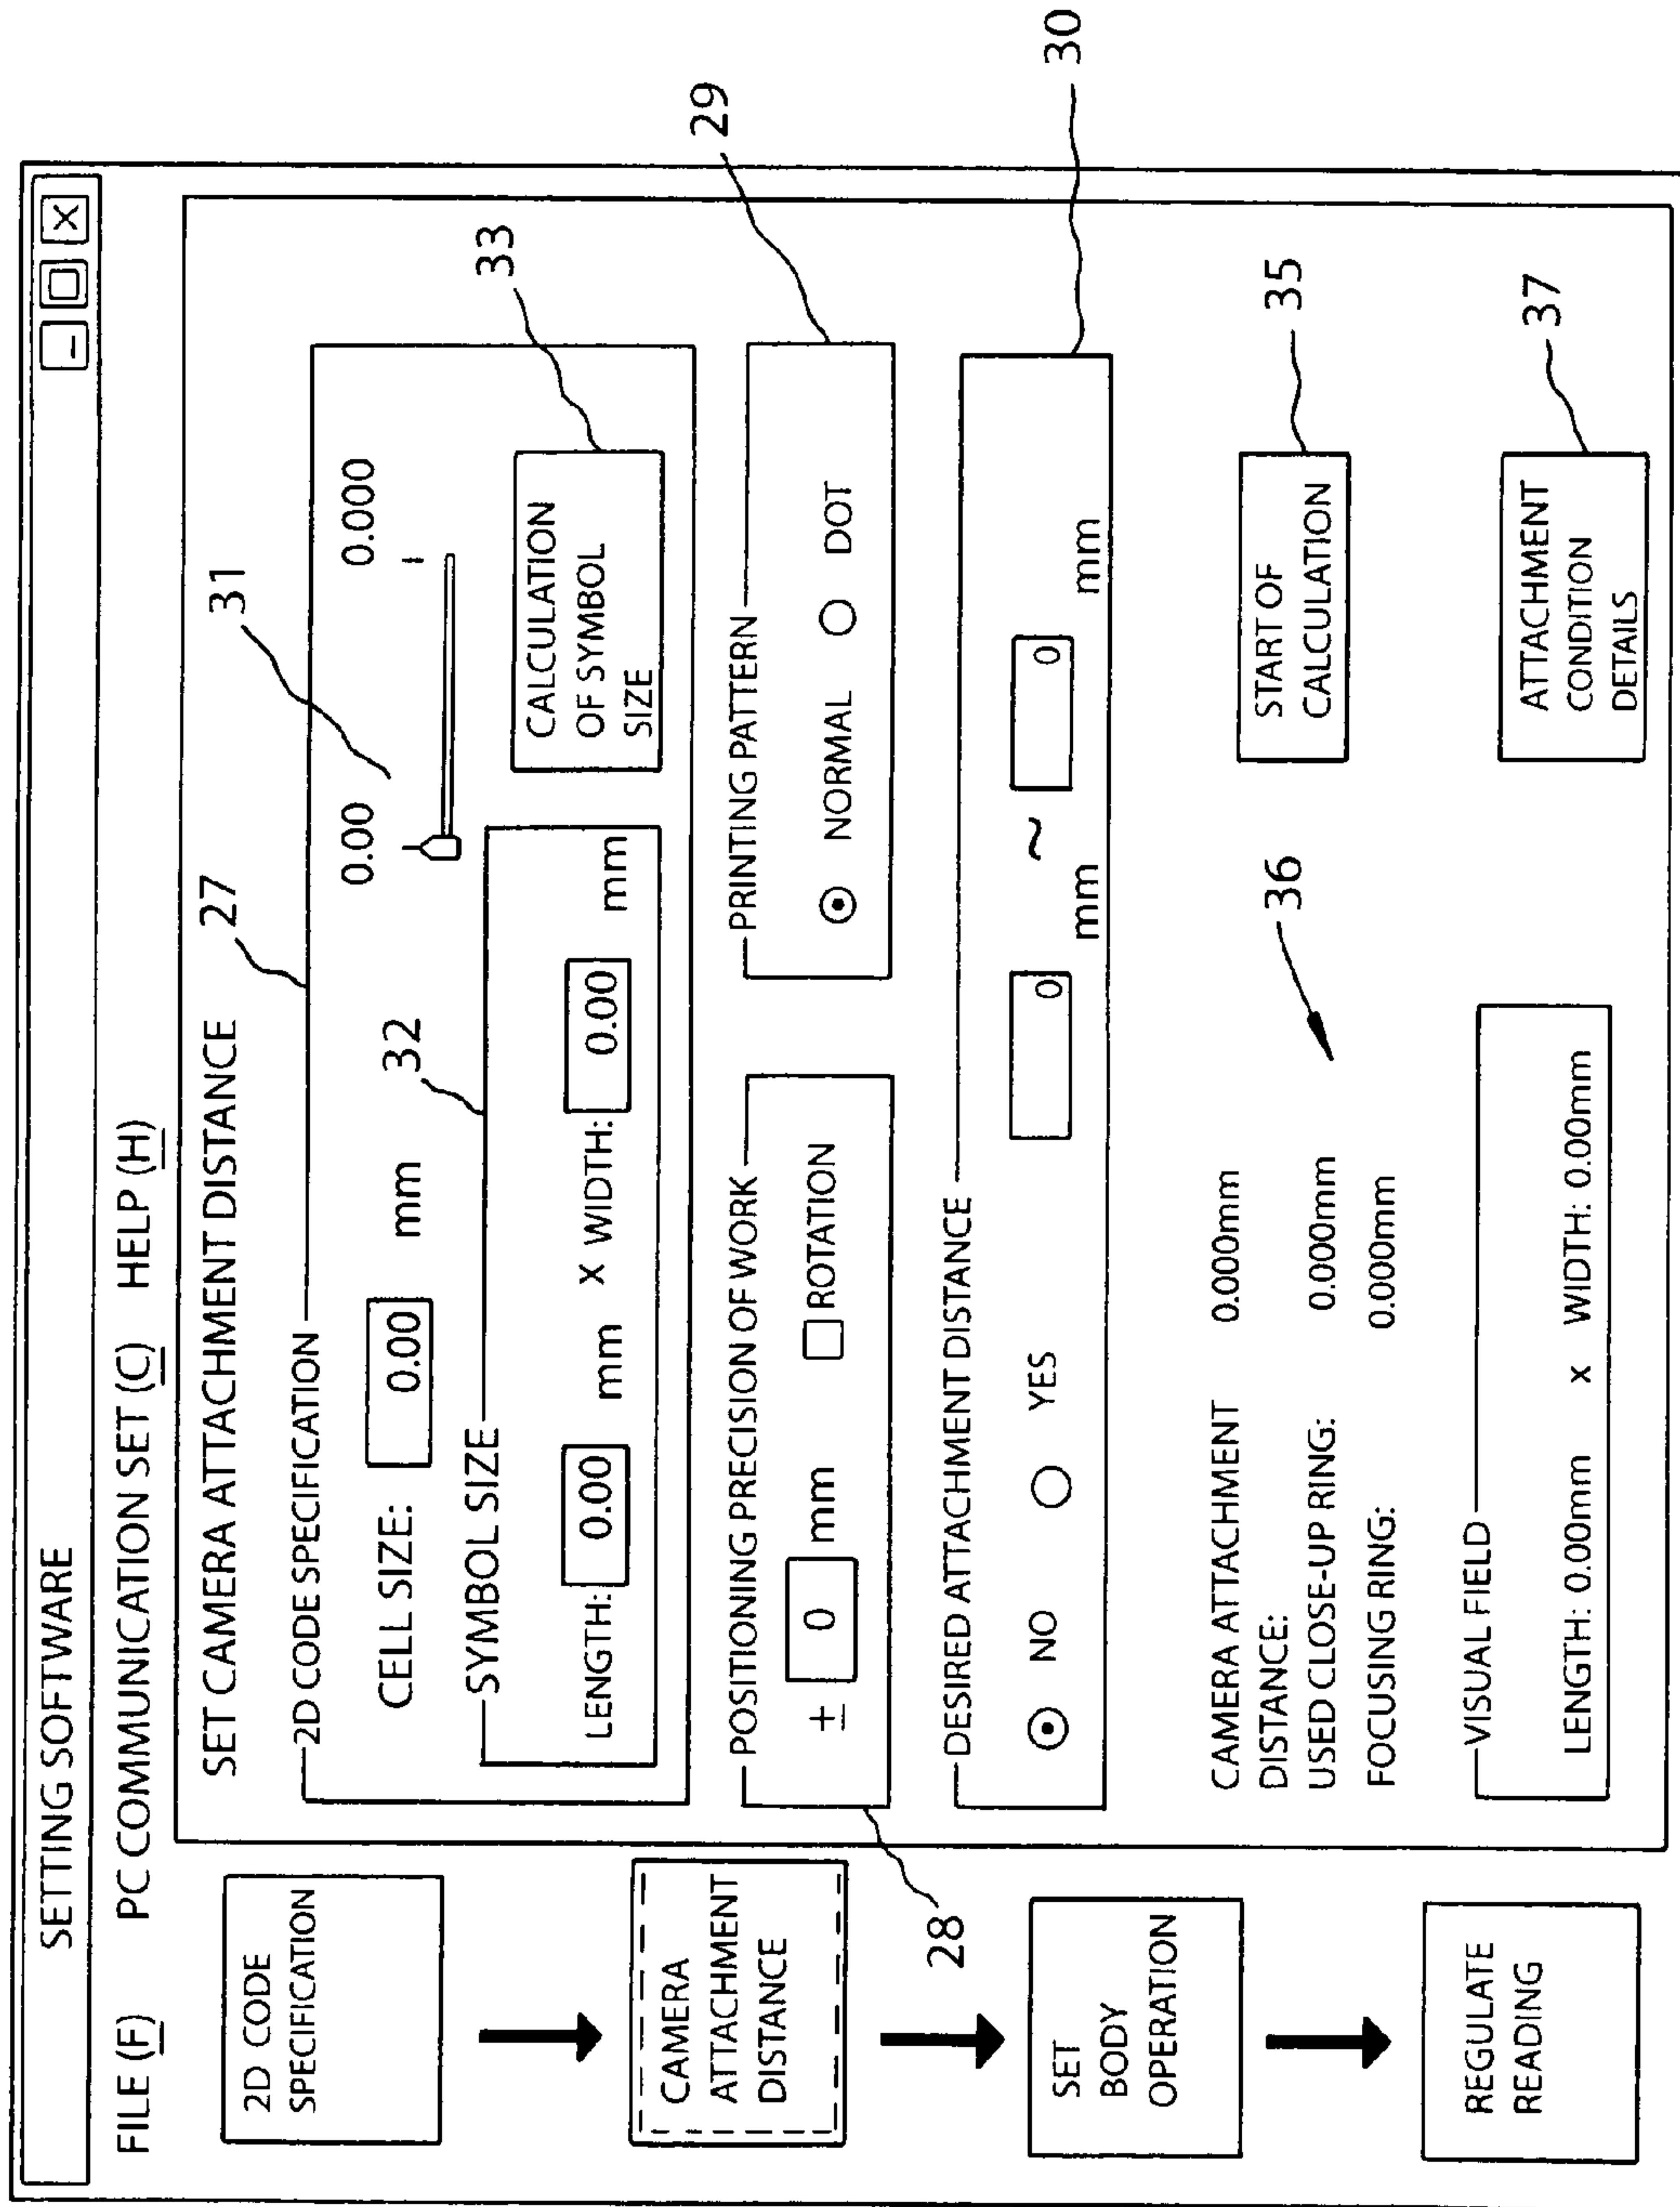 SETTING SOFTWARE
FILE (F) PC COMMUNICATION SET (C) HELP (H)
2D CODE
SPECIFICATION
CAMERA
ATTACHMENT
DISTANCE
SET
BODY
OPERATION
REGULATE
READING
SET CAMERA ATTACHMENT DISTANCE
27
2D CODE SPECIFICATION
CELL SIZE: 0.00 mm
31
0.00 0.000
SYMBOL SIZE
32
LENGTH: 0.00 mm X WIDTH: 0.00 mm
CALCULATION
OF SYMBOL
SIZE
33
POSITIONING PRECISION OF WORK
± 0 mm ROTATION
28
PRINTING PATTERN
NORMAL DOT
29
DESIRED ATTACHMENT DISTANCE
NO YES 0 mm ~ 0 mm
30
CAMERA ATTACHMENT 0.000mm
DISTANCE:
USED CLOSE-UP RING: 0.000mm
FOCUSING RING: 0.000mm
36
START OF
CALCULATION
35
VISUAL FIELD
LENGTH: 0.00mm x WIDTH: 0.00mm
ATTACHMENT
CONDITION
DETAILS
37